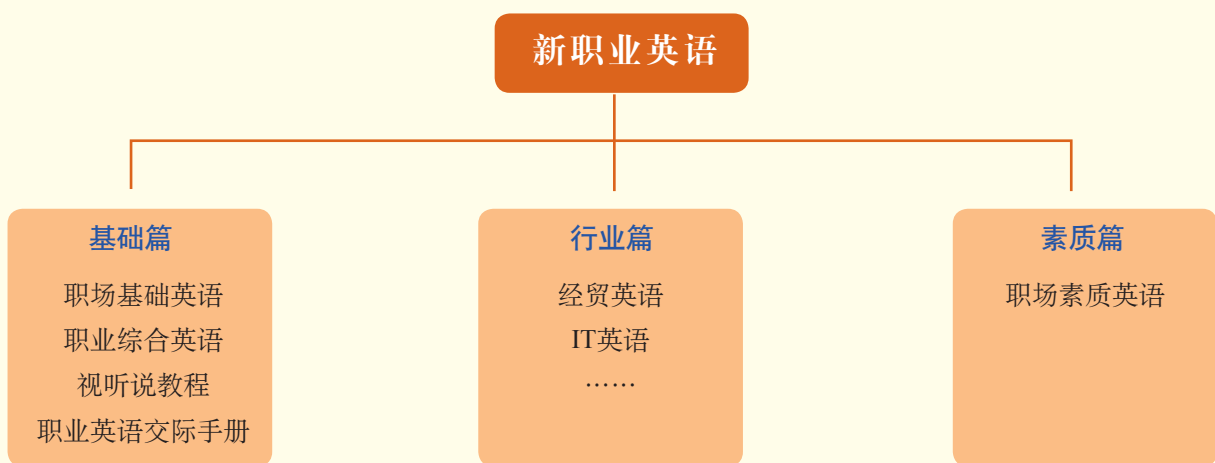 新职业英语
基础篇
职场基础英语
职业综合英语
视听说教程
职业英语交际手册
行业篇
经贸英语
IT英语
……
素质篇
职场素质英语